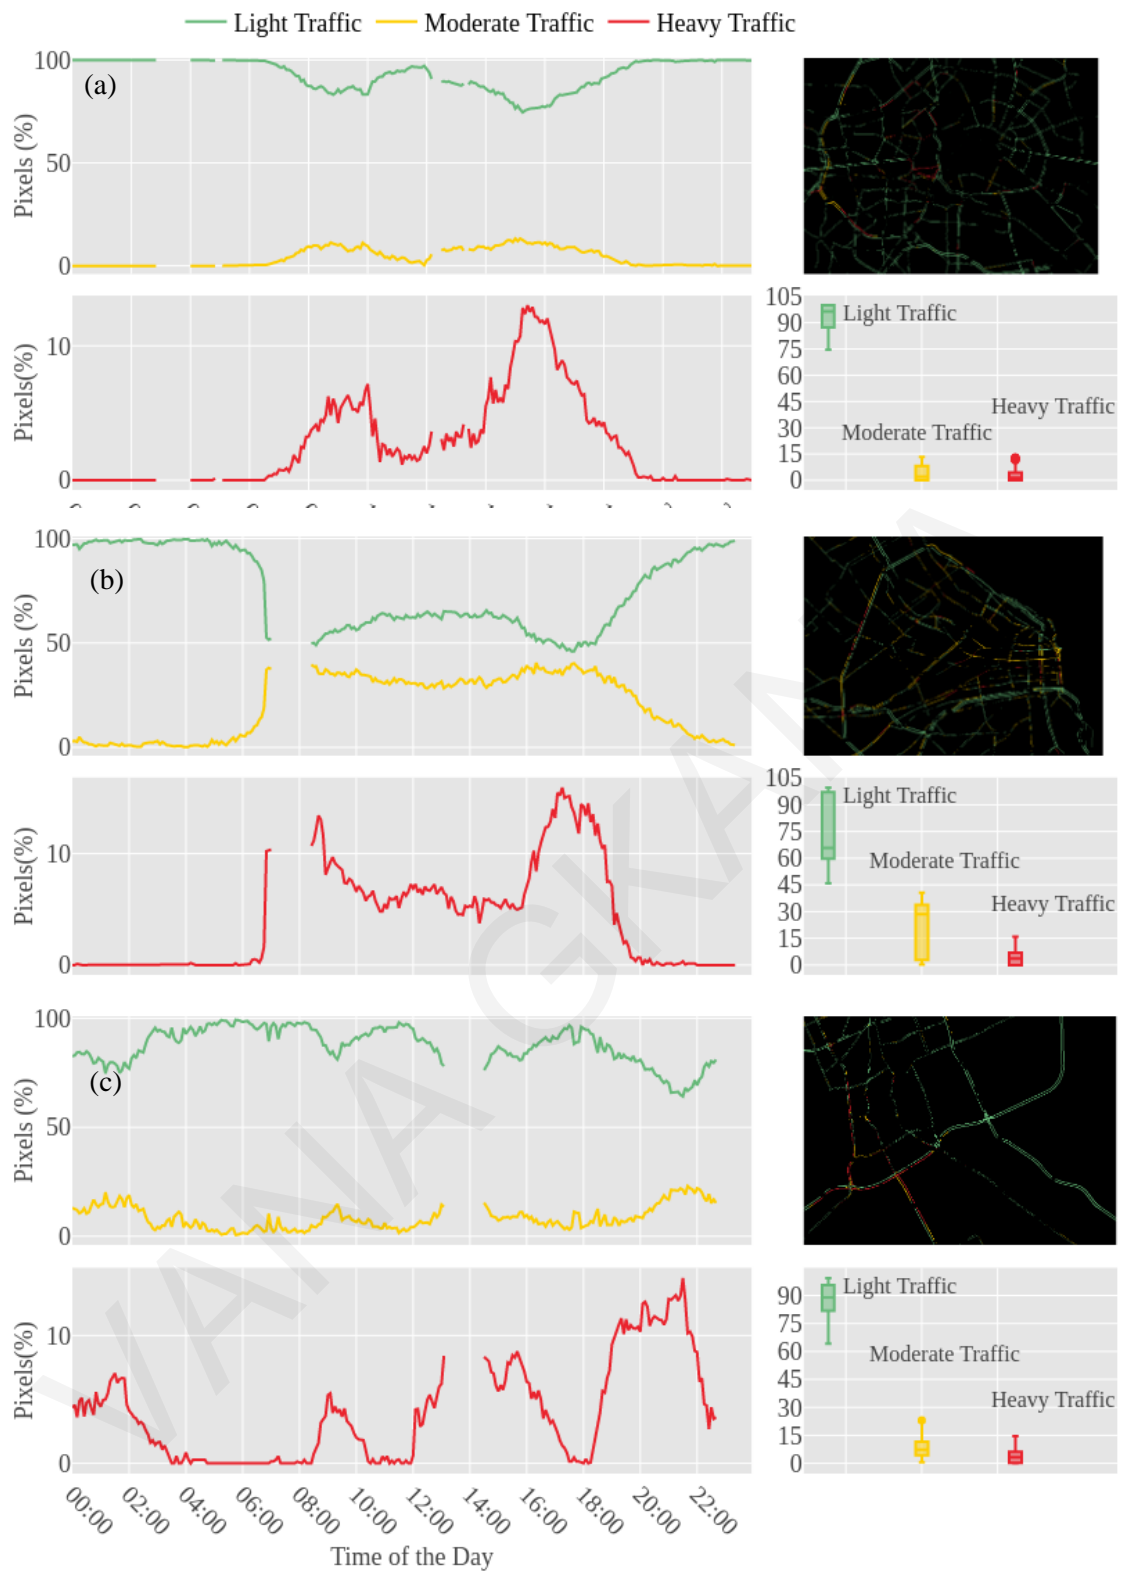 Light Traffic Moderate Traffic Heavy Traffic
(a)
100
50
0
Pixels (%)
10
0
Pixels(%)
105
90
75
60
45
30
15
0
Light Traffic
Heavy Traffic
Moderate Traffic
(b)
100
50
0
Pixels (%)
10
0
Pixels(%)
105
90
75
60
45
30
15
0
Light Traffic
Moderate Traffic
Heavy Traffic
(c)
100
50
0
Pixels (%)
10
0
Pixels(%)
90
75
60
45
30
15
0
Light Traffic
Moderate Traffic
Heavy Traffic
00:00 02:00 04:00 06:00 08:00 10:00 12:00 14:00 16:00 18:00 20:00 22:00
Time of the Day
VANA GKAN